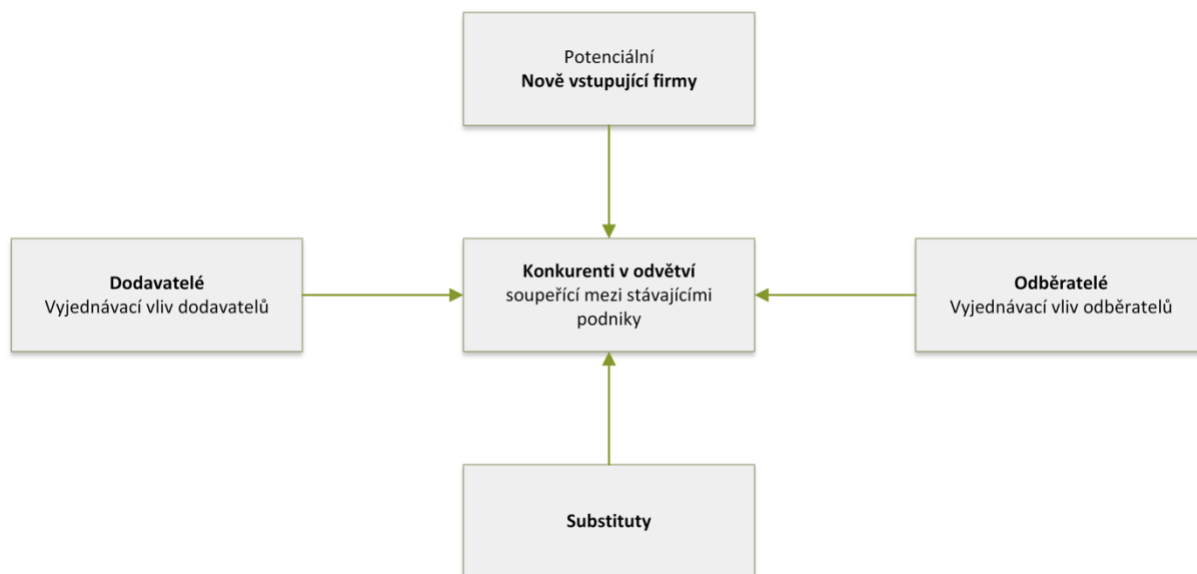 Potenciální
Nově vstupující firmy
Dodavatelé
Vyjednávací vliv dodavatelů
Konkurenti v odvětví
soupeřící mezi stávajícími
podniky
Odběratelé
Vyjednávací vliv odběratelů
Substituty